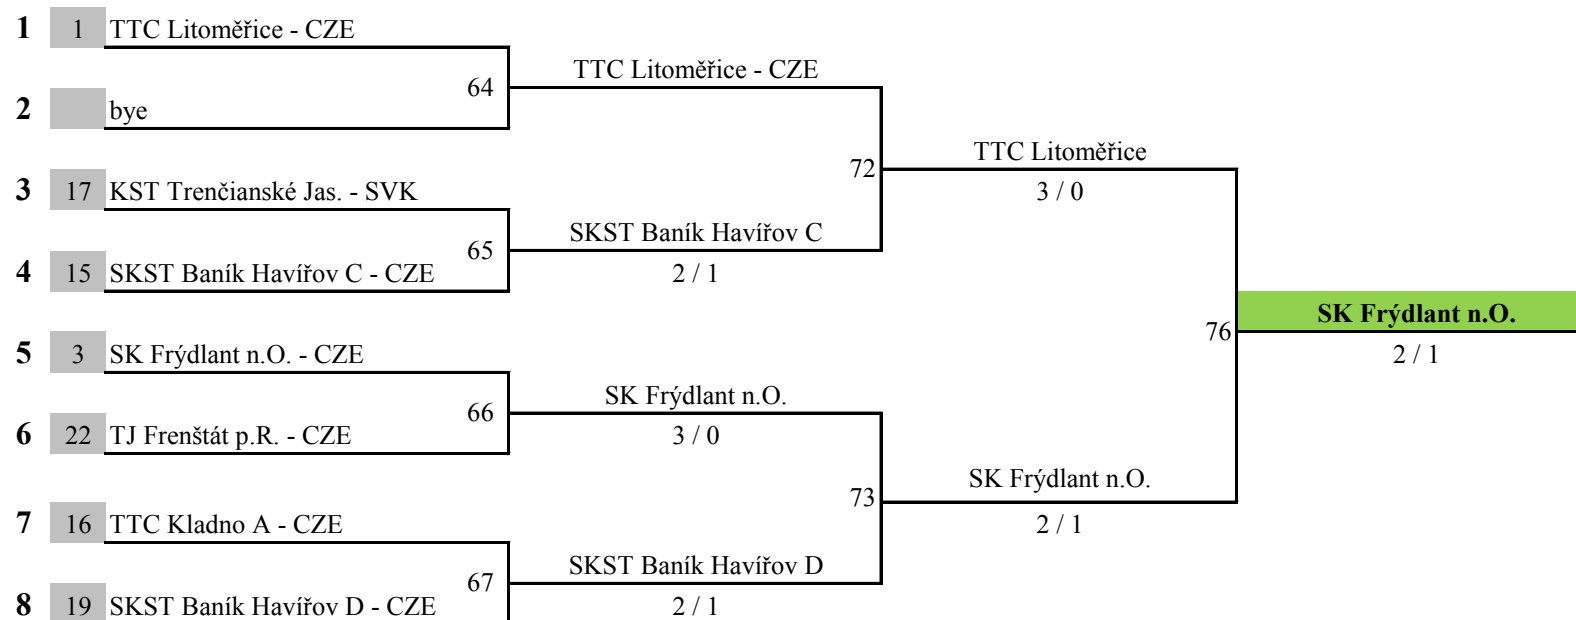 1 1 TTC Litoměřice - CZE
TTC Litoměřice - CZE
64
2 bye
TTC Litoměřice
72
3 17 KST Trenčianské Jas. - SVK
3 / 0
SKST Baník Havířov C
65
4 15 SKST Baník Havířov C - CZE
2 / 1
SK Frýdlant n.O.
76
5 3 SK Frýdlant n.O. - CZE
2 / 1
SK Frýdlant n.O.
66
6 22 TJ Frenštát p.R. - CZE
3 / 0
SK Frýdlant n.O.
73
7 16 TTC Kladno A - CZE
2 / 1
SKST Baník Havířov D
67
8 19 SKST Baník Havířov D - CZE
2 / 1